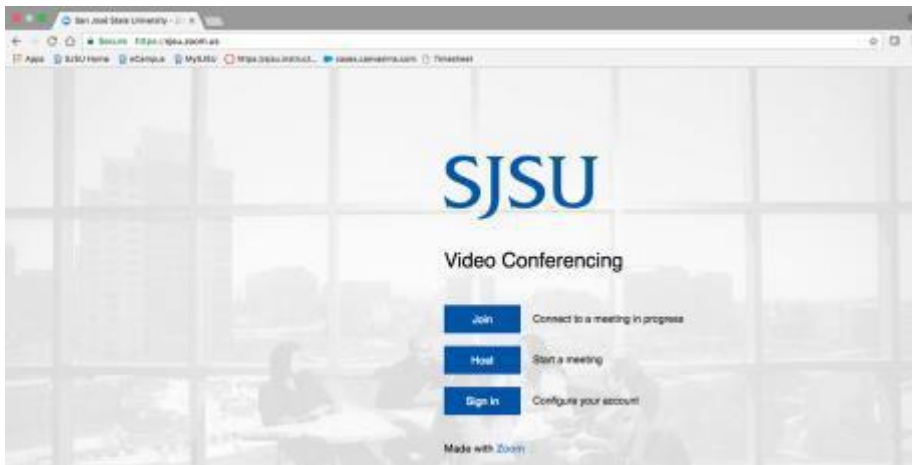 San José State University -
Secure https://sjsu.zoom.us
Apps SJSU Home eCampus MySJSU Timesheet
SJSU
Video Conferencing
Join Connect to a meeting in progress
Host Start a meeting
Sign in Configure your account
Made with Zoom